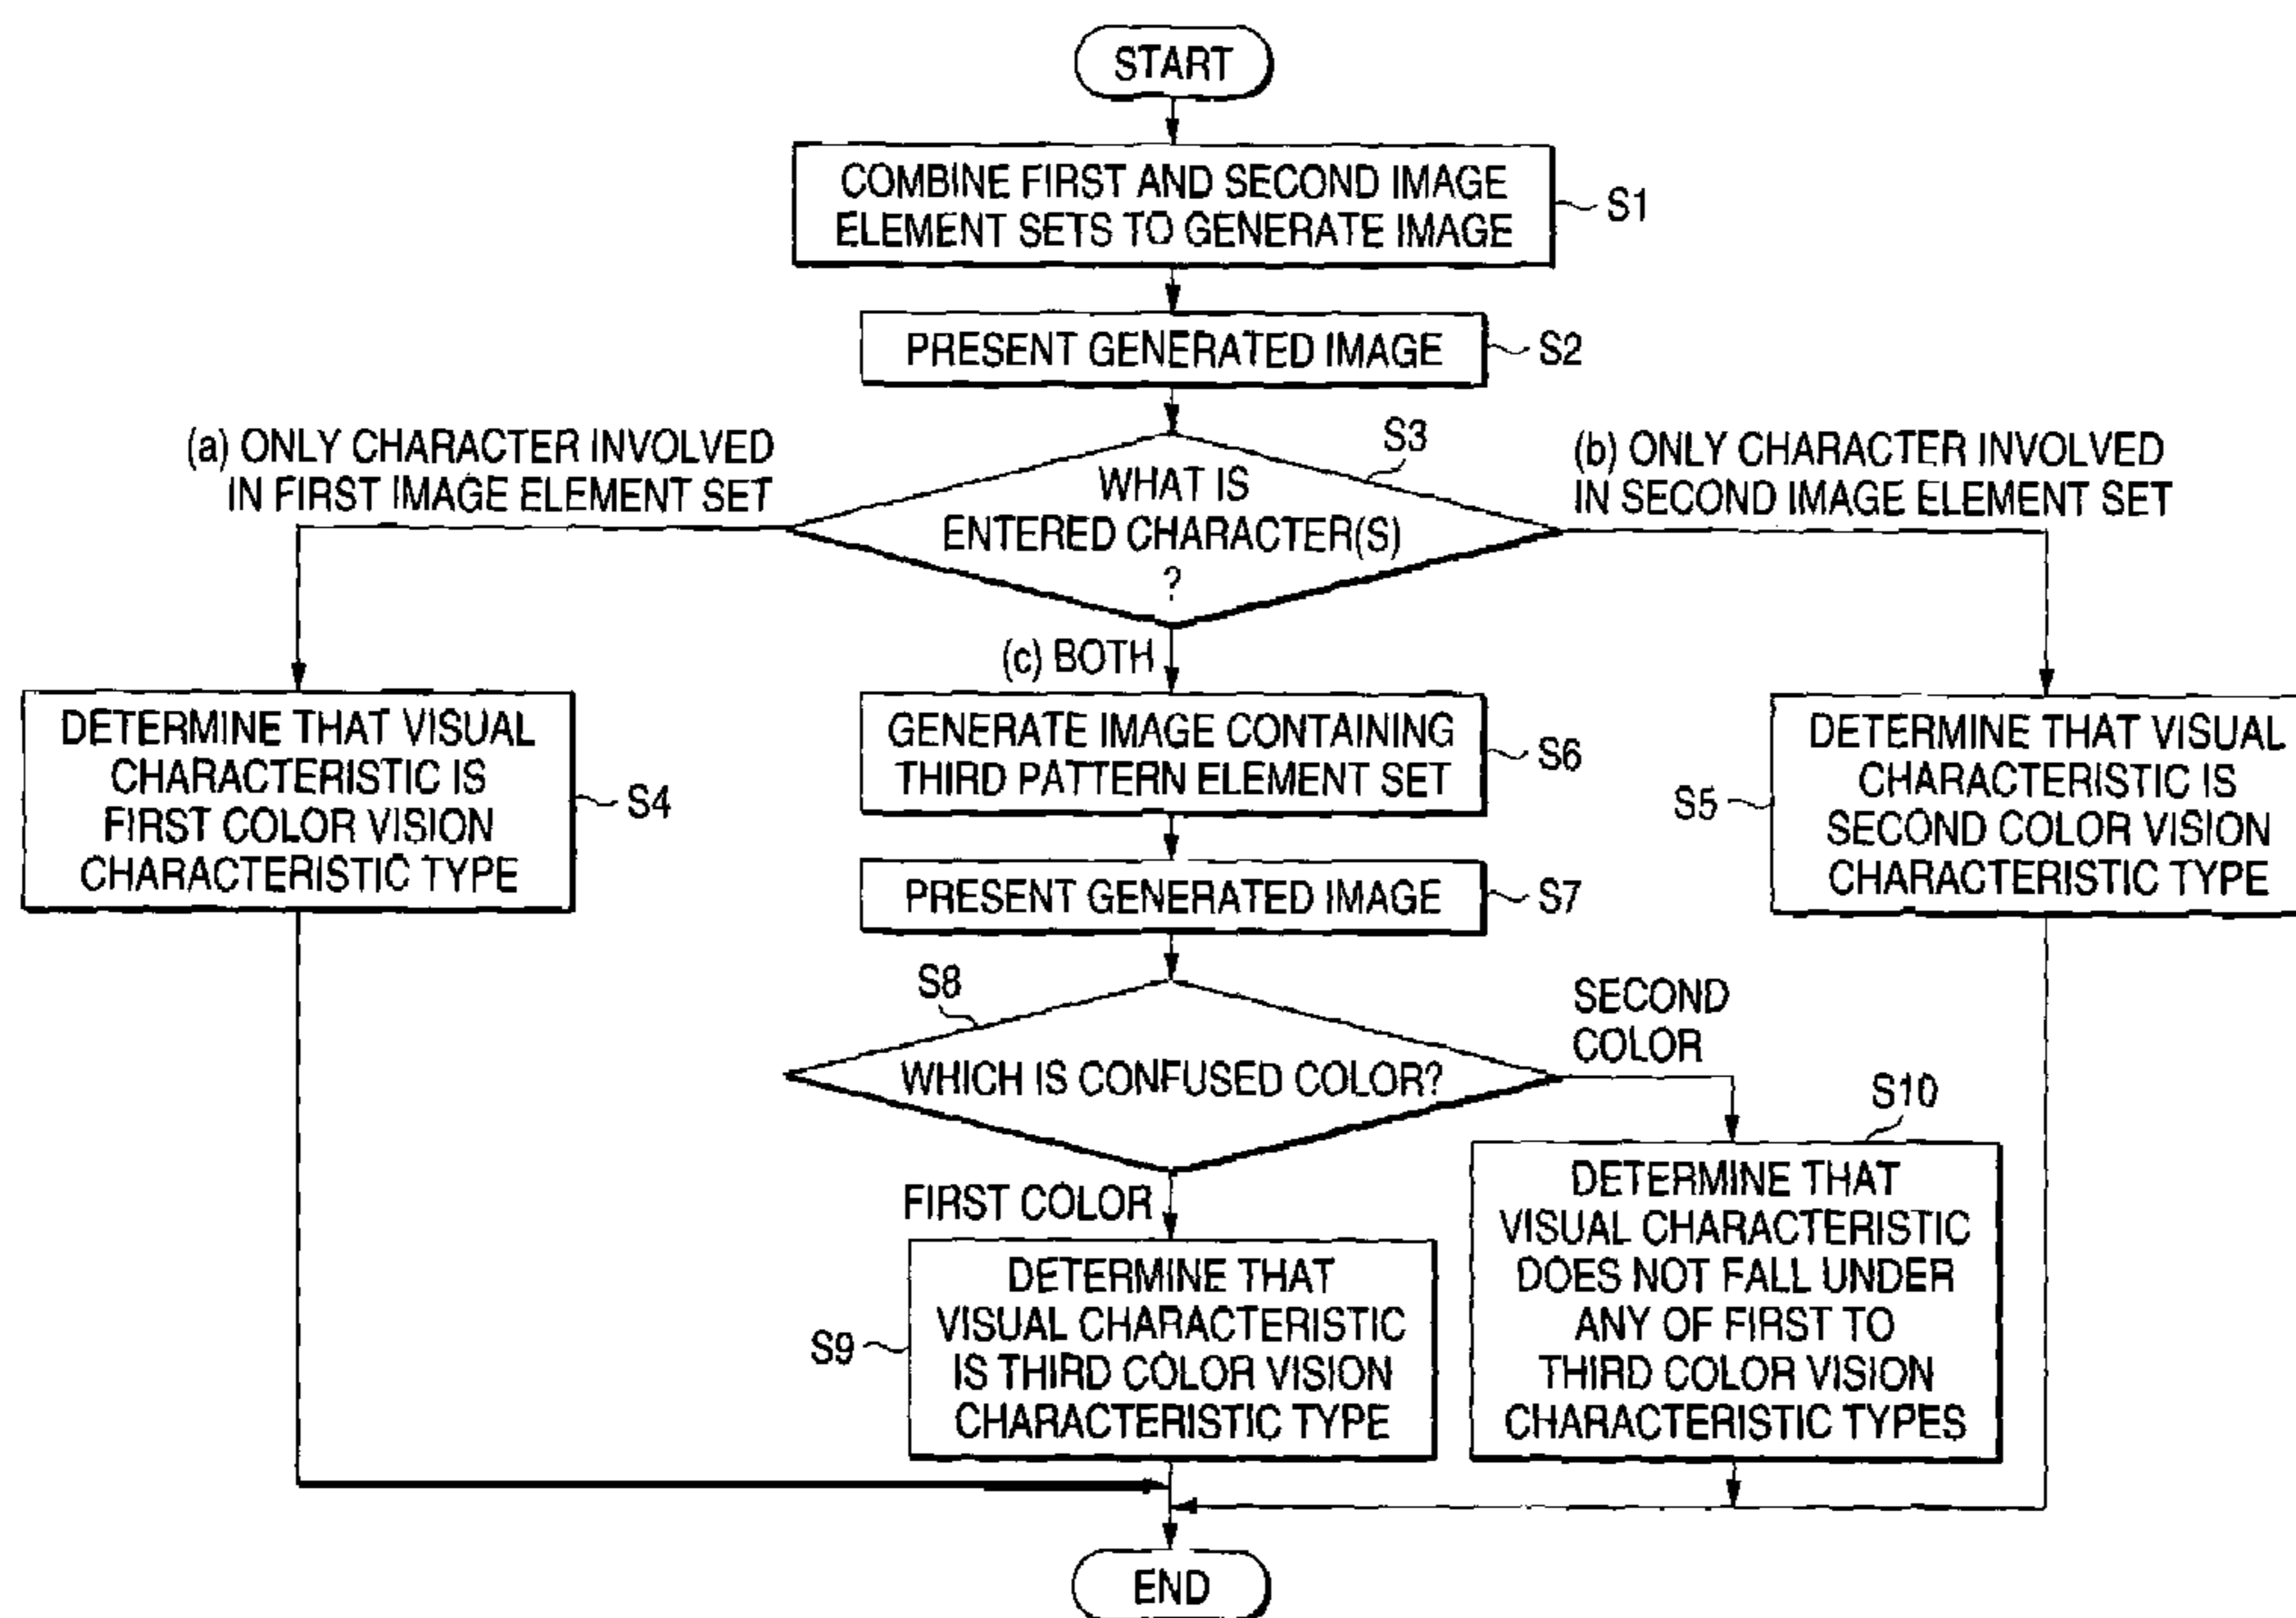 START
COMBINE FIRST AND SECOND IMAGE
ELEMENT SETS TO GENERATE IMAGE
S1
PRESENT GENERATED IMAGE
S2
(a) ONLY CHARACTER INVOLVED
IN FIRST IMAGE ELEMENT SET
S3
WHAT IS
ENTERED CHARACTER(S)
?
(b) ONLY CHARACTER INVOLVED
IN SECOND IMAGE ELEMENT SET
(c) BOTH
DETERMINE THAT VISUAL
CHARACTERISTIC IS
FIRST COLOR VISION
CHARACTERISTIC TYPE
S4
GENERATE IMAGE CONTAINING
THIRD PATTERN ELEMENT SET
S6
S5
DETERMINE THAT VISUAL
CHARACTERISTIC IS
SECOND COLOR VISION
CHARACTERISTIC TYPE
PRESENT GENERATED IMAGE
S7
S8
WHICH IS CONFUSED COLOR?
SECOND
COLOR
S10
FIRST COLOR
DETERMINE THAT
VISUAL CHARACTERISTIC
DOES NOT FALL UNDER
ANY OF FIRST TO
THIRD COLOR VISION
CHARACTERISTIC TYPES
S9
DETERMINE THAT
VISUAL CHARACTERISTIC
IS THIRD COLOR VISION
CHARACTERISTIC TYPE
END